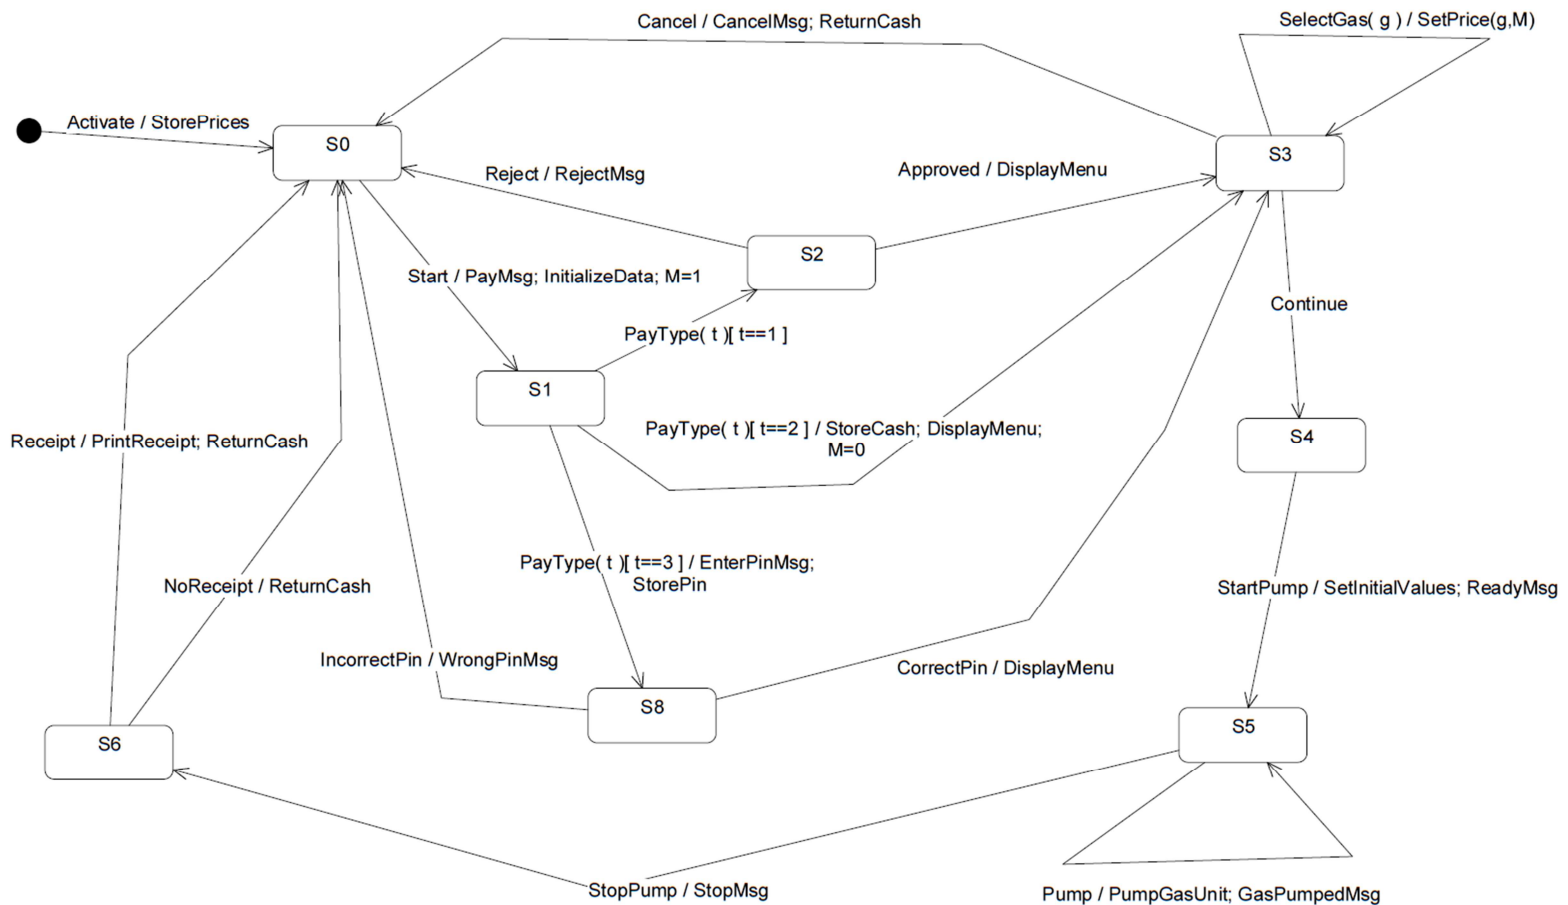 Cancel / CancelMsg; ReturnCash
SelectGas( g ) / SetPrice(g,M)
Activate / StorePrices
S0
S3
Reject / RejectMsg
Approved / DisplayMenu
S2
Start / PayMsg; InitializeData; M=1
Continue
PayType( t )[ t==1 ]
S1
PayType( t )[ t==2 ] / StoreCash; DisplayMenu;
M=0
S4
Receipt / PrintReceipt; ReturnCash
PayType( t )[ t==3 ] / EnterPinMsg;
StorePin
NoReceipt / ReturnCash
StartPump / SetInitialValues; ReadyMsg
IncorrectPin / WrongPinMsg
CorrectPin / DisplayMenu
S8
S6
S5
StopPump / StopMsg
Pump / PumpGasUnit; GasPumpedMsg